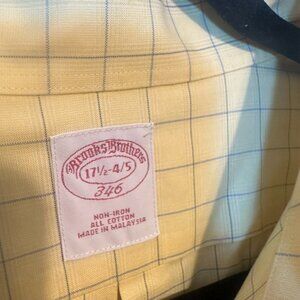 Brooks Brothers
17½-4/5
346
NON-IRON
ALL COTTON
MADE IN MALAYSIA